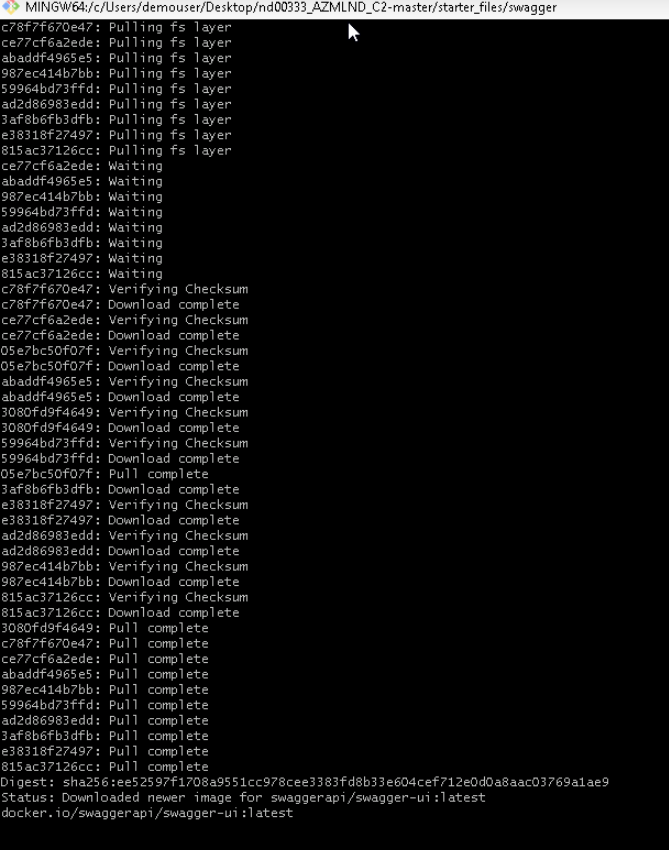 MINGW64:/c/Users/demouser/Desktop/nd00333_AZMLND_C2-master/starter_files/swagger
c78f7f670e47: Pulling fs layer
ce77cf6a2ede: Pulling fs layer
abaddf4965e5: Pulling fs layer
987ec414b7bb: Pulling fs layer
59964bd73ffd: Pulling fs layer
ad2d86983edd: Pulling fs layer
3af8b6fb3dfb: Pulling fs layer
e38318f27497: Pulling fs layer
815ac37126cc: Pulling fs layer
ce77cf6a2ede: Waiting
abaddf4965e5: Waiting
987ec414b7bb: Waiting
59964bd73ffd: Waiting
ad2d86983edd: Waiting
3af8b6fb3dfb: Waiting
e38318f27497: Waiting
815ac37126cc: Waiting
c78f7f670e47: Verifying Checksum
c78f7f670e47: Download complete
ce77cf6a2ede: Verifying Checksum
ce77cf6a2ede: Download complete
05e7bc50f07f: Verifying Checksum
05e7bc50f07f: Download complete
abaddf4965e5: Verifying Checksum
abaddf4965e5: Download complete
3080fd9f4649: Verifying Checksum
3080fd9f4649: Download complete
59964bd73ffd: Verifying Checksum
59964bd73ffd: Download complete
05e7bc50f07f: Pull complete
3af8b6fb3dfb: Download complete
e38318f27497: Verifying Checksum
e38318f27497: Download complete
ad2d86983edd: Verifying Checksum
ad2d86983edd: Download complete
987ec414b7bb: Verifying Checksum
987ec414b7bb: Download complete
815ac37126cc: Verifying Checksum
815ac37126cc: Download complete
3080fd9f4649: Pull complete
c78f7f670e47: Pull complete
ce77cf6a2ede: Pull complete
abaddf4965e5: Pull complete
987ec414b7bb: Pull complete
59964bd73ffd: Pull complete
ad2d86983edd: Pull complete
3af8b6fb3dfb: Pull complete
e38318f27497: Pull complete
815ac37126cc: Pull complete
Digest: sha256:ee52597f1708a9551cc978cee3383fd8b33e604cef712e0d0a8aac03769a1ae9
Status: Downloaded newer image for swaggerapi/swagger-ui:latest
docker.io/swaggerapi/swagger-ui:latest